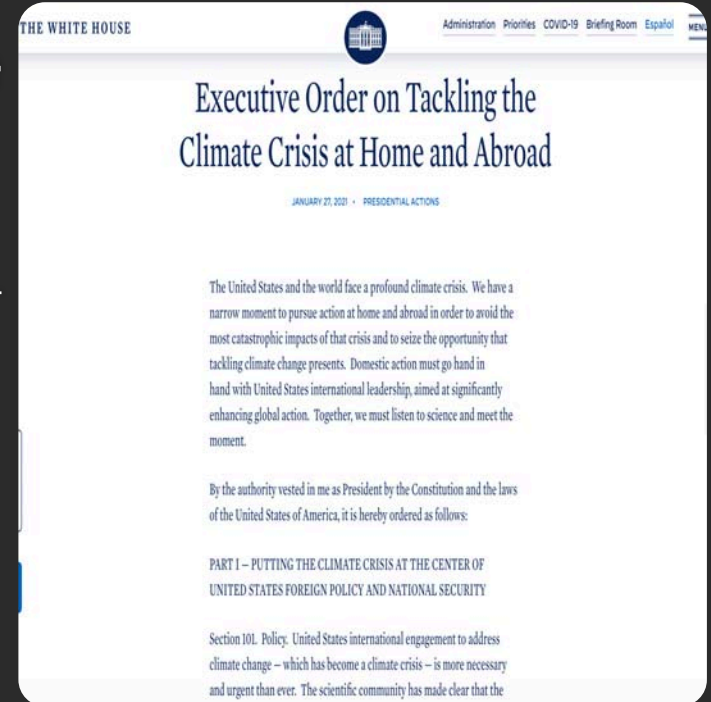 THE WHITE HOUSE
Administration Priorities COVID-19 Briefing Room Español MENU
Executive Order on Tackling the
Climate Crisis at Home and Abroad
JANUARY 27, 2021 • PRESIDENTIAL ACTIONS
The United States and the world face a profound climate crisis. We have a
narrow moment to pursue action at home and abroad in order to avoid the
most catastrophic impacts of that crisis and to seize the opportunity that
tackling climate change presents. Domestic action must go hand in
hand with United States international leadership, aimed at significantly
enhancing global action. Together, we must listen to science and meet the
moment.
By the authority vested in me as President by the Constitution and the laws
of the United States of America, it is hereby ordered as follows:
PART I – PUTTING THE CLIMATE CRISIS AT THE CENTER OF
UNITED STATES FOREIGN POLICY AND NATIONAL SECURITY
Section 101. Policy. United States international engagement to address
climate change – which has become a climate crisis – is more necessary
and urgent than ever. The scientific community has made clear that the